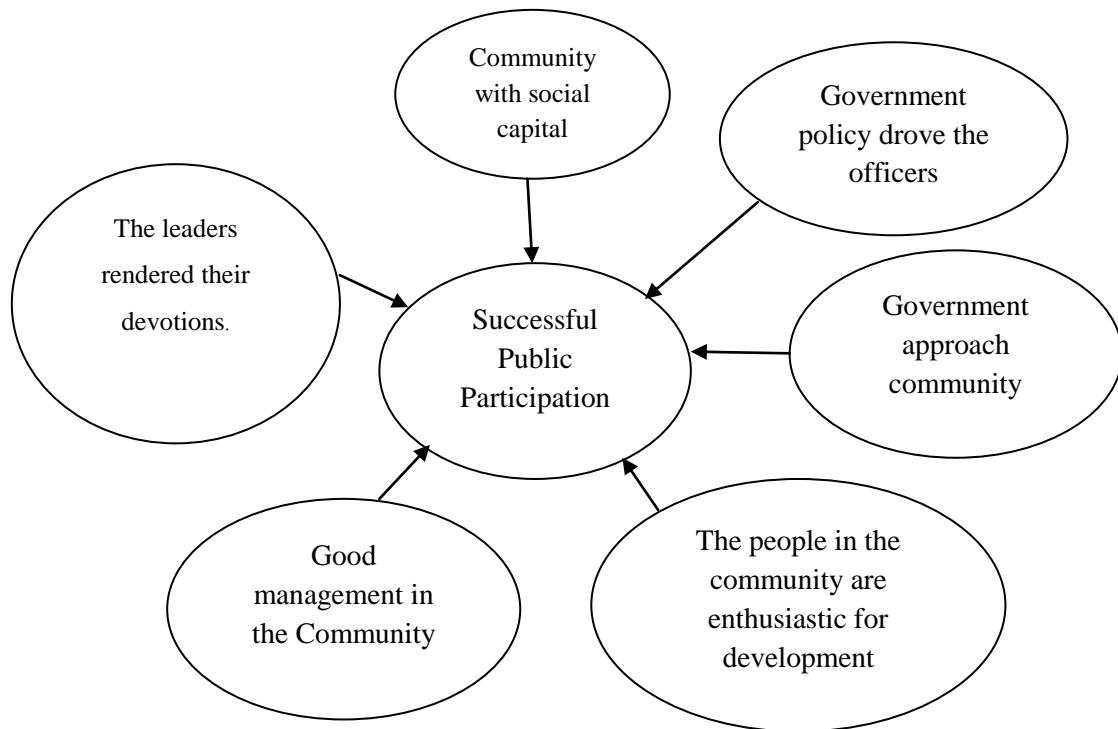 Community
with social
capital
Government
policy drove the
officers
The leaders
rendered their
devotions.
Government
approach
community
Successful
Public
Participation
Good
management in
the Community
The people in the
community are
enthusiastic for
development